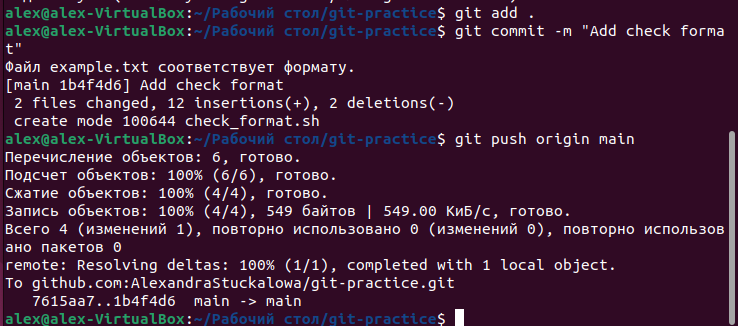 alex@alex-VirtualBox:~/Рабочий стол/git-practice$ git add .
alex@alex-VirtualBox:~/Рабочий стол/git-practice$ git commit -m "Add check forma
t"
Файл example.txt соответствует формату.
[main 1b4f4d6] Add check format
 2 files changed, 12 insertions(+), 2 deletions(-)
 create mode 100644 check_format.sh
alex@alex-VirtualBox:~/Рабочий стол/git-practice$ git push origin main
Перечисление объектов: 6, готово.
Подсчет объектов: 100% (6/6), готово.
Сжатие объектов: 100% (4/4), готово.
Запись объектов: 100% (4/4), 549 байтов | 549.00 КиБ/с, готово.
Всего 4 (изменений 1), повторно использовано 0 (изменений 0), повторно использов
ано пакетов 0
remote: Resolving deltas: 100% (1/1), completed with 1 local object.
To github.com:AlexandraStuckalowa/git-practice.git
   7615aa7..1b4f4d6  main -> main
alex@alex-VirtualBox:~/Рабочий стол/git-practice$